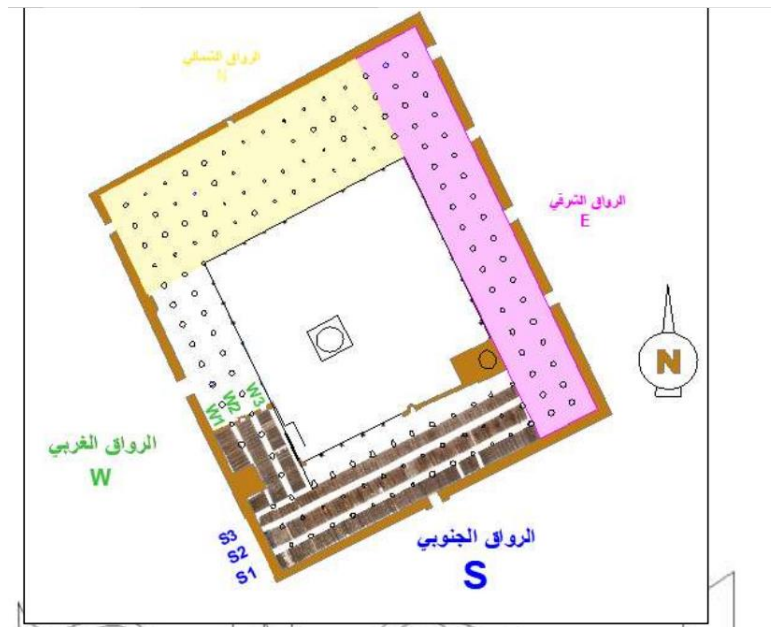 الرواق الشمالي
N
الرواق الشرقي
E
N
W1
W2
W3
الرواق الغربي
W
S3
S2
S1
الرواق الجنوبي
S